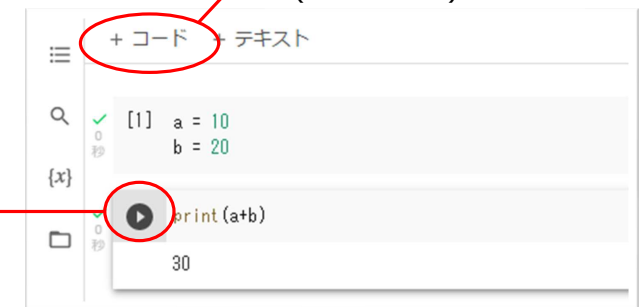 + コード + テキスト
[1] a = 10
b = 20
0
秒
{x}
print(a+b)
0
秒
30